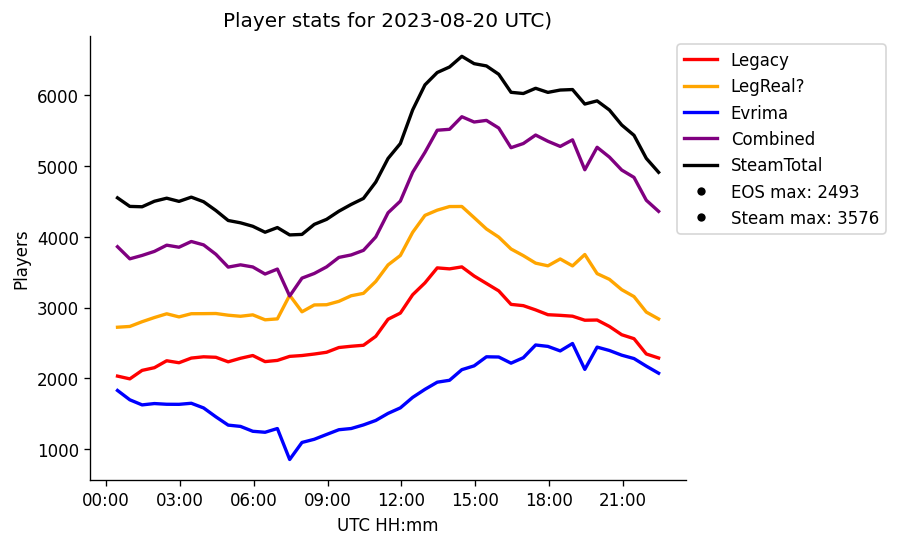 Player stats for 2023-08-20 UTC)
Legacy
LegReal?
Evrima
Combined
SteamTotal
EOS max: 2493
Steam max: 3576
Players
6000
5000
4000
3000
2000
1000
00:00 03:00 06:00 09:00 12:00 15:00 18:00 21:00
UTC HH:mm